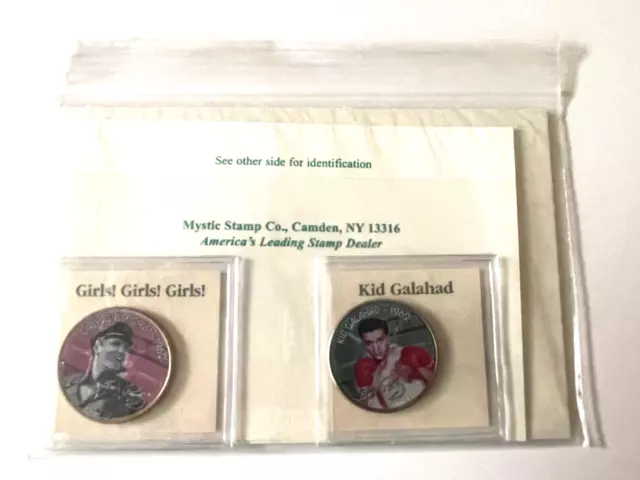 See other side for identification
Mystic Stamp Co., Camden, NY 13316
America's Leading Stamp Dealer
Girls! Girls! Girls!
Kid Galahad
KID GALAHAD - 1962